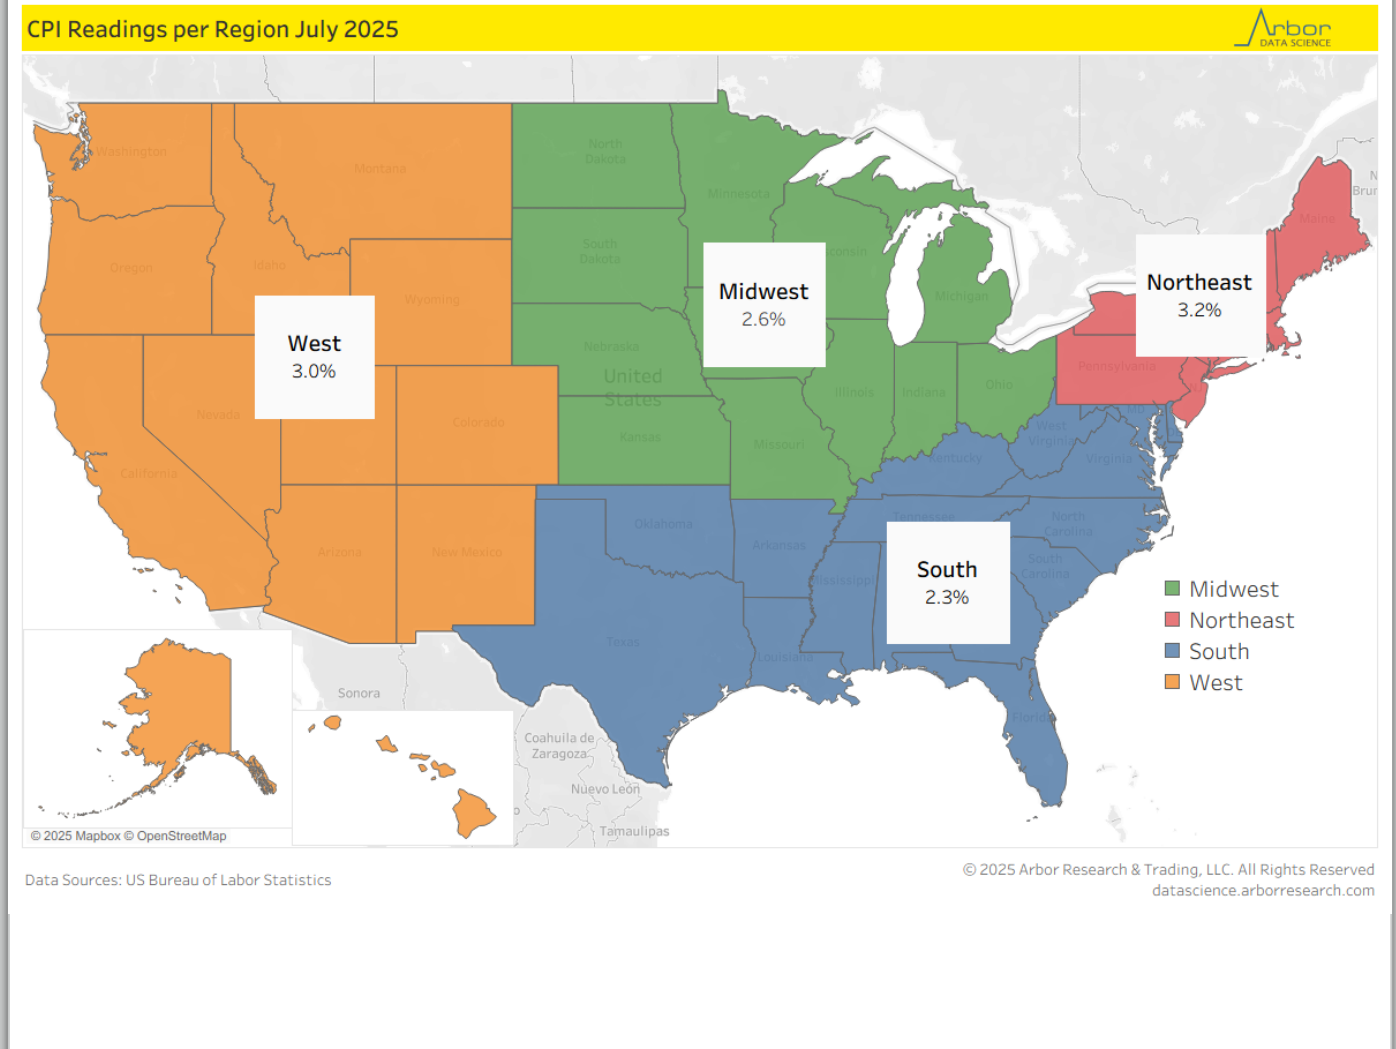 CPI Readings per Region July 2025
Arbor
DATA SCIENCE
Washington
Montana
North
Dakota
Minnesota
Oregon
Idaho
Wyoming
South
Dakota
Michigan
Maine
N
Brun
Midwest
2.6%
Northeast
3.2%
West
3.0%
Nebraska
United
States
Illinois
Indiana
Ohio
Pennsylvania
NJ
Nevada
Colorado
Kansas
Missouri
West
Virginia
MD
DE
Virginia
Kentucky
California
Arizona
New Mexico
Oklahoma
Arkansas
Tennessee
North
Carolina
South
Carolina
Mississippi
South
2.3%
Texas
Louisiana
Florida
Midwest
Northeast
South
West
Sonora
Coahuila de
Zaragoza
Nuevo León
Tamaulipas
© 2025 Mapbox © OpenStreetMap
Data Sources: US Bureau of Labor Statistics
© 2025 Arbor Research & Trading, LLC. All Rights Reserved
datascience.arborresearch.com